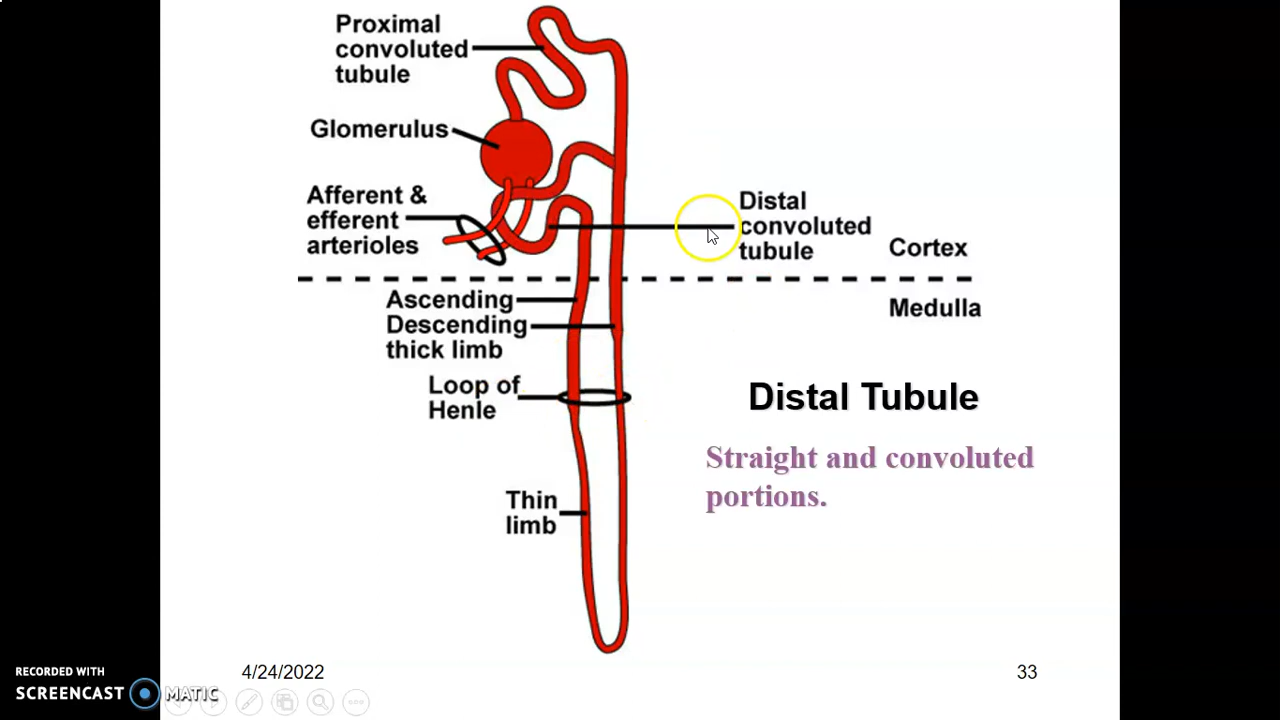 Proximal
convoluted
tubule
Glomerulus
Afferent &
efferent
arterioles
Distal
convoluted
tubule
Cortex
Medulla
Ascending
Descending
thick limb
Loop of
Henle
Thin
limb
Distal Tubule
Straight and convoluted
portions.
4/24/2022
33
RECORDED WITH
SCREENCAST MATIC